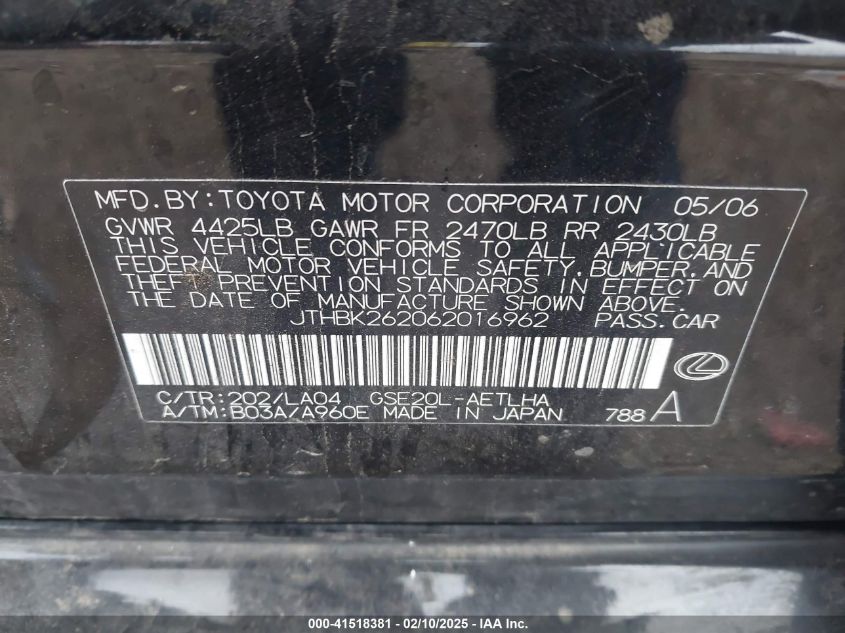 MFD.BY:TOYOTA MOTOR CORPORATION 05/06
GVWR 4425LB GAWR FR 2470LB RR 2430LB
THIS VEHICLE CONFORMS TO ALL APPLICABLE
FEDERAL MOTOR VEHICLE SAFETY,BUMPER,AND
THEFT PREVENTION STANDARDS IN EFFECT ON
THE DATE OF MANUFACTURE SHOWN ABOVE.
JTHBK262062016962 PASS.CAR
C/TR:202/LA04 GSE20L-AETLHA
A/TM:B03A/A960E MADE IN JAPAN 788 A
000-41518381 - 02/10/2025 - IAA Inc.